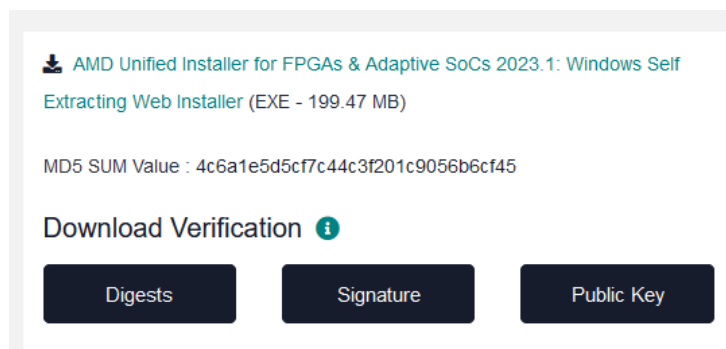 AMD Unified Installer for FPGAs & Adaptive SoCs 2023.1: Windows Self
Extracting Web Installer (EXE - 199.47 MB)
MD5 SUM Value : 4c6a1e5d5cf7c44c3f201c9056b6cf45
Download Verification
Digests
Signature
Public Key